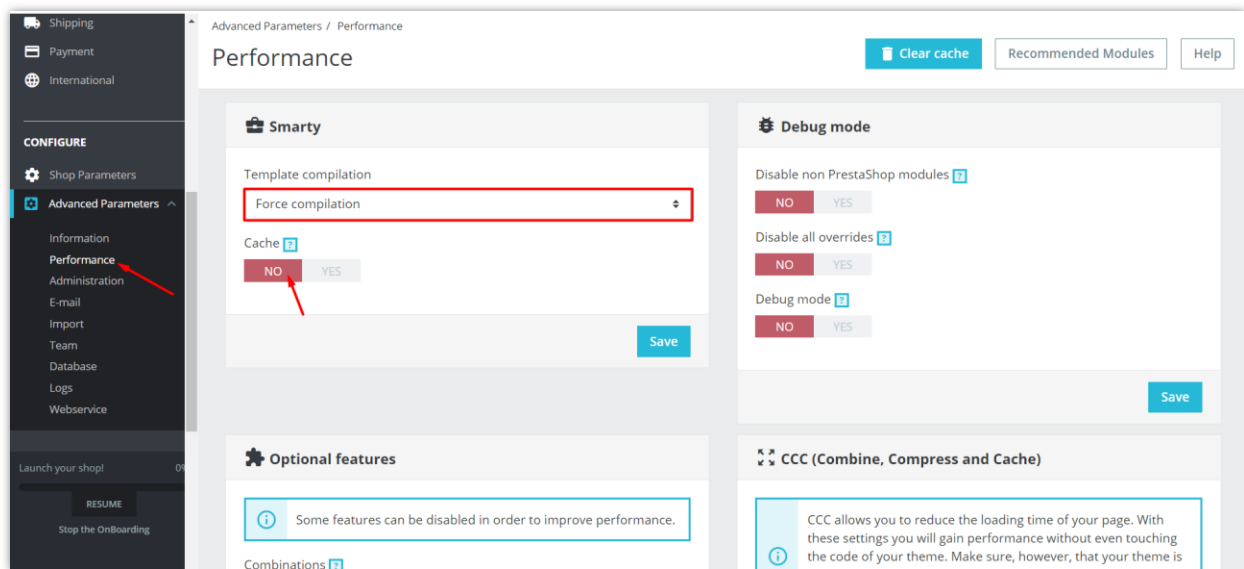 Shipping
Payment
International
CONFIGURE
Shop Parameters
Advanced Parameters
Information
Performance
Administration
E-mail
Import
Team
Database
Logs
Webservice
Launch your shop!
RESUME
Stop the OnBoarding
Advanced Parameters / Performance
Performance
Clear cache
Recommended Modules
Help
Smarty
Template compilation
Force compilation
Cache ?
NO YES
Save
Debug mode
Disable non PrestaShop modules ?
NO YES
Disable all overrides ?
NO YES
Debug mode ?
NO YES
Save
Optional features
Some features can be disabled in order to improve performance.
Combinations ?
CCC (Combine, Compress and Cache)
CCC allows you to reduce the loading time of your page. With
these settings you will gain performance without even touching
the code of your theme. Make sure, however, that your theme is